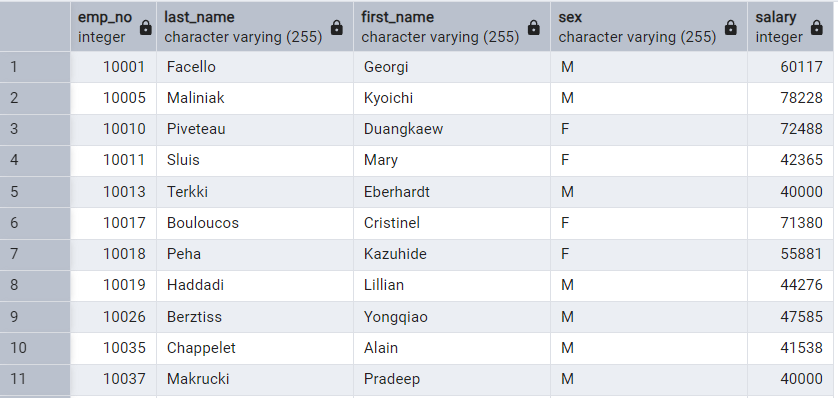 emp_no last_name first_name sex salary
integer character varying (255) character varying (255) character varying (255) integer
1 10001 Facello Georgi M 60117
2 10005 Maliniak Kyoichi M 78228
3 10010 Piveteau Duangkaew F 72488
4 10011 Sluis Mary F 42365
5 10013 Terkki Eberhardt M 40000
6 10017 Bouloucos Cristinel F 71380
7 10018 Peha Kazuhide F 55881
8 10019 Haddadi Lillian M 44276
9 10026 Berztiss Yongqiao M 47585
10 10035 Chappelet Alain M 41538
11 10037 Makrucki Pradeep M 40000